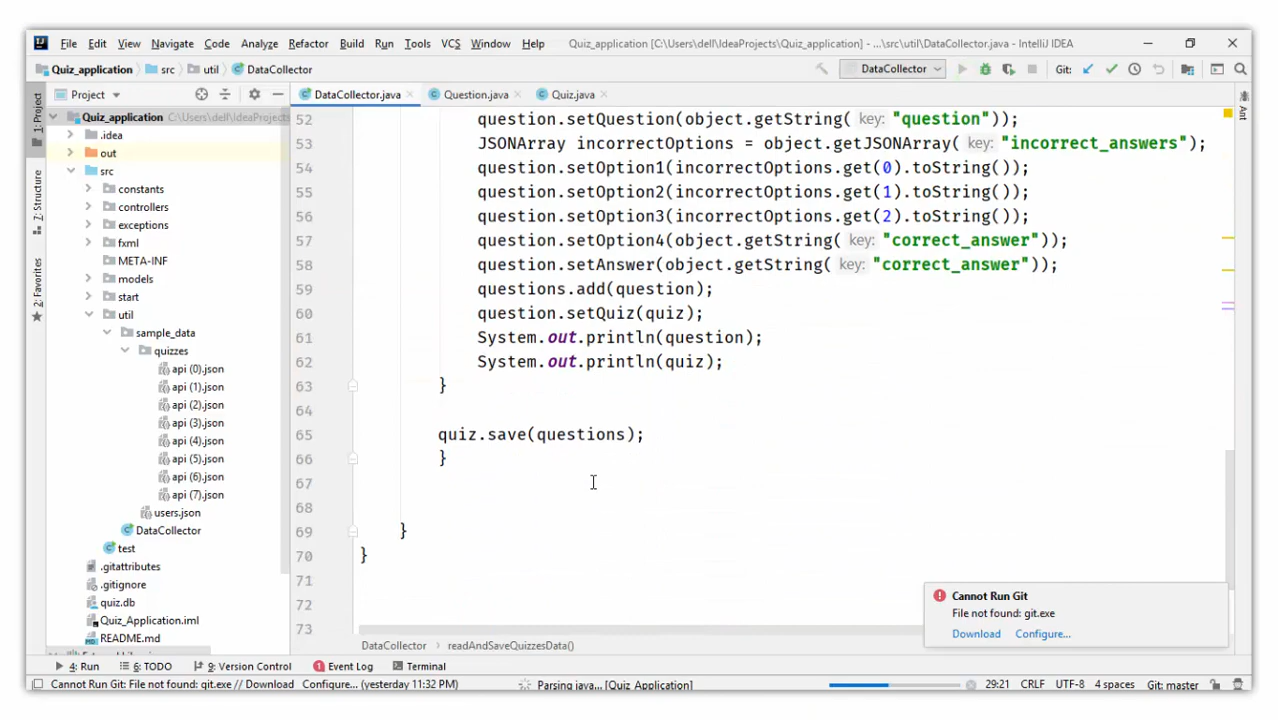 File Edit View Navigate Code Analyze Refactor Build Run Tools VCS Window Help Quiz_application [C:\Users\dell\IdeaProjects\Quiz_application] - ...\src\util\DataCollector.java - IntelliJ IDEA
Quiz_application src util DataCollector DataCollector Git:
Project DataCollector.java Question.java Quiz.java
1: Project
Z: Structure
2: Favorites
Ant
Quiz_application C:\Users\dell\IdeaProjects
.idea
out
src
constants
controllers
exceptions
fxml
META-INF
models
start
util
sample_data
quizzes
api (0).json
api (1).json
api (2).json
api (3).json
api (4).json
api (5).json
api (6).json
api (7).json
users.json
DataCollector
test
.gitattributes
.gitignore
quiz.db
Quiz_Application.iml
README.md
52 question.setQuestion(object.getString( key: "question"));
53 JSONArray incorrectOptions = object.getJSONArray( key: "incorrect_answers");
54 question.setOption1(incorrectOptions.get(0).toString());
55 question.setOption2(incorrectOptions.get(1).toString());
56 question.setOption3(incorrectOptions.get(2).toString());
57 question.setOption4(object.getString( key: "correct_answer"));
58 question.setAnswer(object.getString( key: "correct_answer"));
59 questions.add(question);
60 question.setQuiz(quiz);
61 System.out.println(question);
62 System.out.println(quiz);
63 }
64
65 quiz.save(questions);
66 }
67
68
69 }
70 }
71
72
73
DataCollector readAndSaveQuizzesData()
Cannot Run Git
File not found: git.exe
Download Configure...
4: Run 6: TODO 9: Version Control 1 Event Log Terminal
Cannot Run Git: File not found: git.exe // Download Configure... (yesterday 11:32 PM) Parsing java... [Quiz_Application] 29:21 CRLF UTF-8 4 spaces Git: master